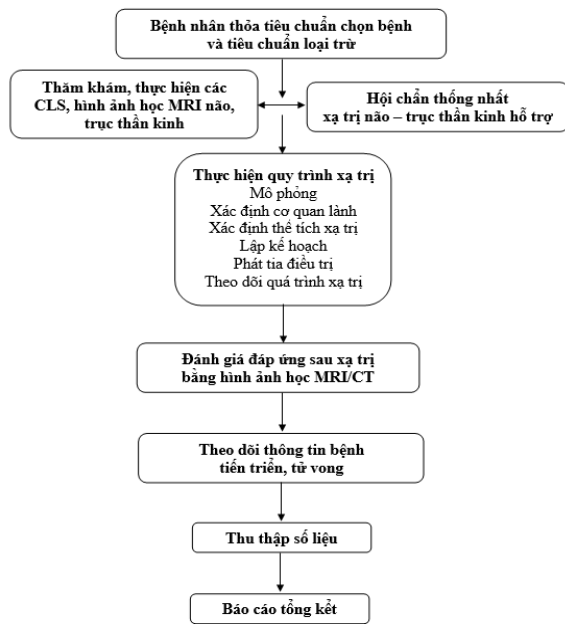 Bệnh nhân thỏa tiêu chuẩn chọn bệnh
và tiêu chuẩn loại trừ
Thăm khám, thực hiện các
CLS, hình ảnh học MRI não,
trục thần kinh
Hội chẩn thống nhất
xạ trị não – trục thần kinh hỗ trợ
Thực hiện quy trình xạ trị
Mô phỏng
Xác định cơ quan lành
Xác định thể tích xạ trị
Lập kế hoạch
Phát tia điều trị
Theo dõi quá trình xạ trị
Đánh giá đáp ứng sau xạ trị
bằng hình ảnh học MRI/CT
Theo dõi thông tin bệnh
tiến triển, tử vong
Thu thập số liệu
Báo cáo tổng kết